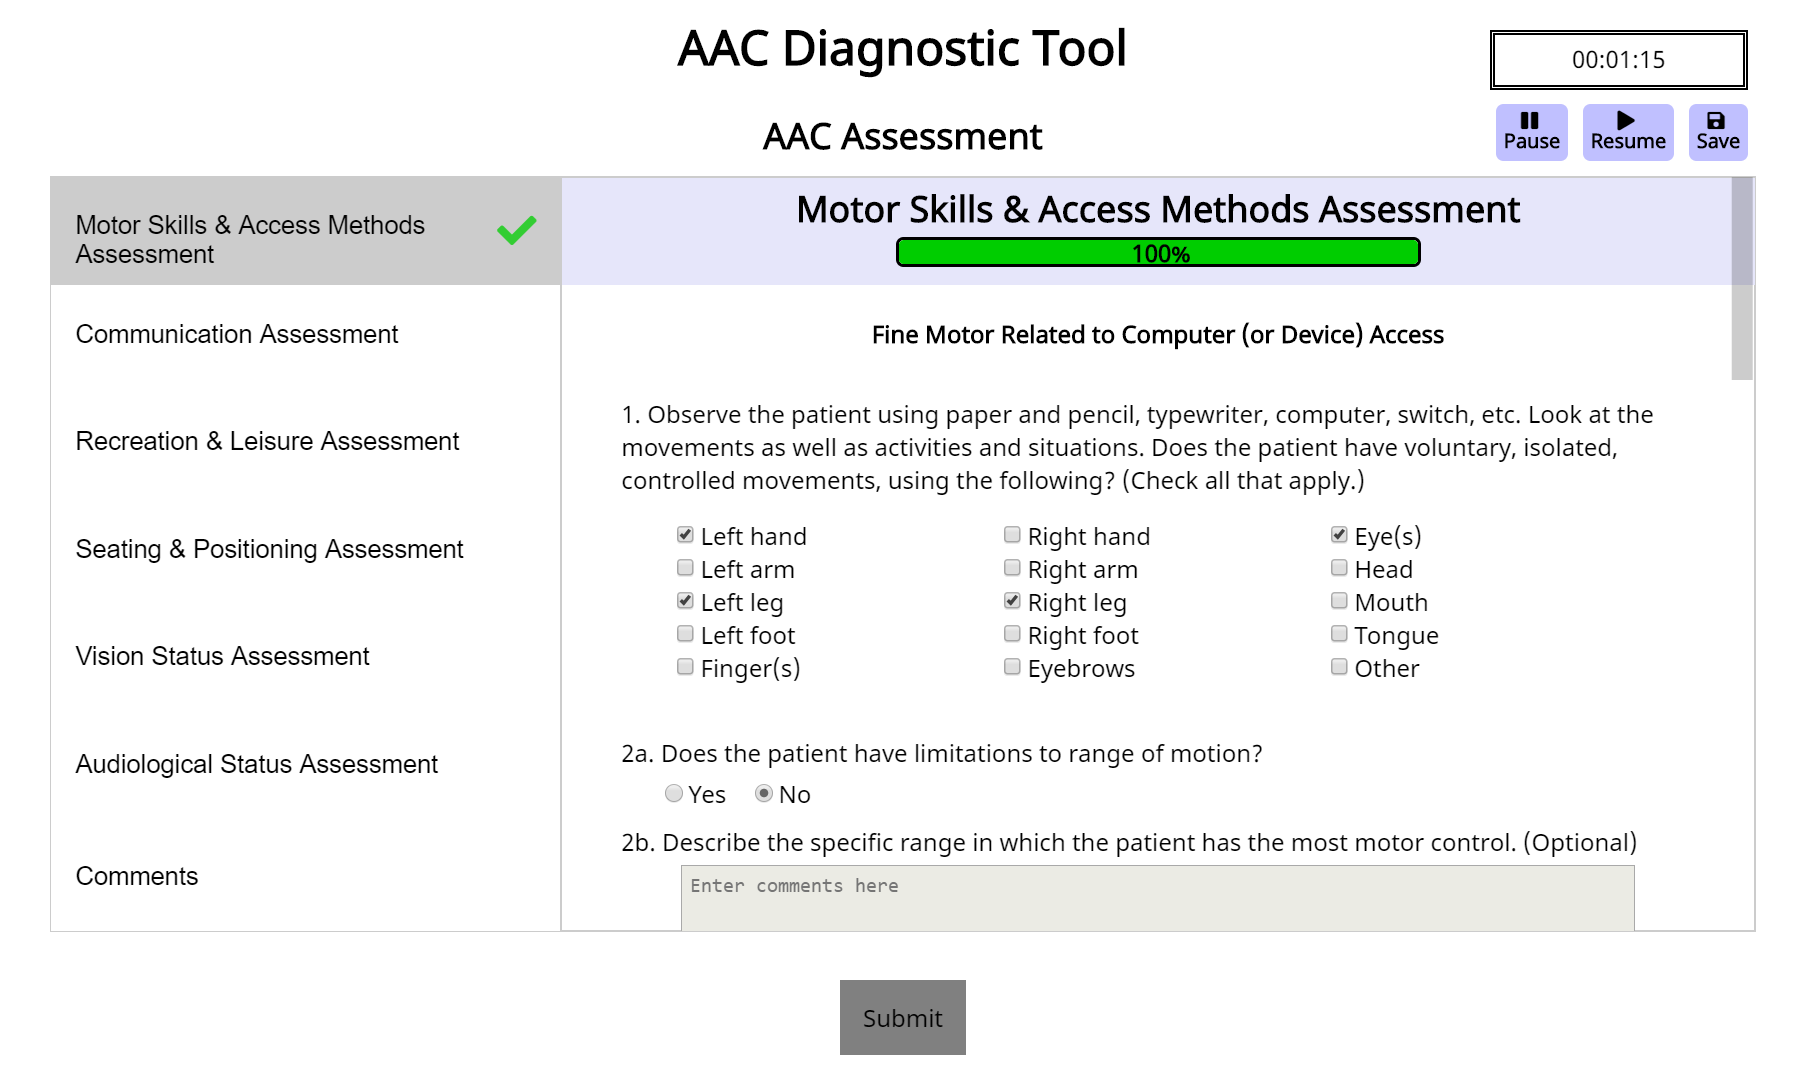 AAC Diagnostic Tool
00:01:15
Pause
Resume
Save
AAC Assessment
Motor Skills & Access Methods
Assessment
Communication Assessment
Recreation & Leisure Assessment
Seating & Positioning Assessment
Vision Status Assessment
Audiological Status Assessment
Comments
Motor Skills & Access Methods Assessment
100%
Fine Motor Related to Computer (or Device) Access
1. Observe the patient using paper and pencil, typewriter, computer, switch, etc. Look at the
movements as well as activities and situations. Does the patient have voluntary, isolated,
controlled movements, using the following? (Check all that apply.)
Left hand Right hand Eye(s)
Left arm Right arm Head
Left leg Right leg Mouth
Left foot Right foot Tongue
Finger(s) Eyebrows Other
2a. Does the patient have limitations to range of motion?
Yes No
2b. Describe the specific range in which the patient has the most motor control. (Optional)
Enter comments here
Submit